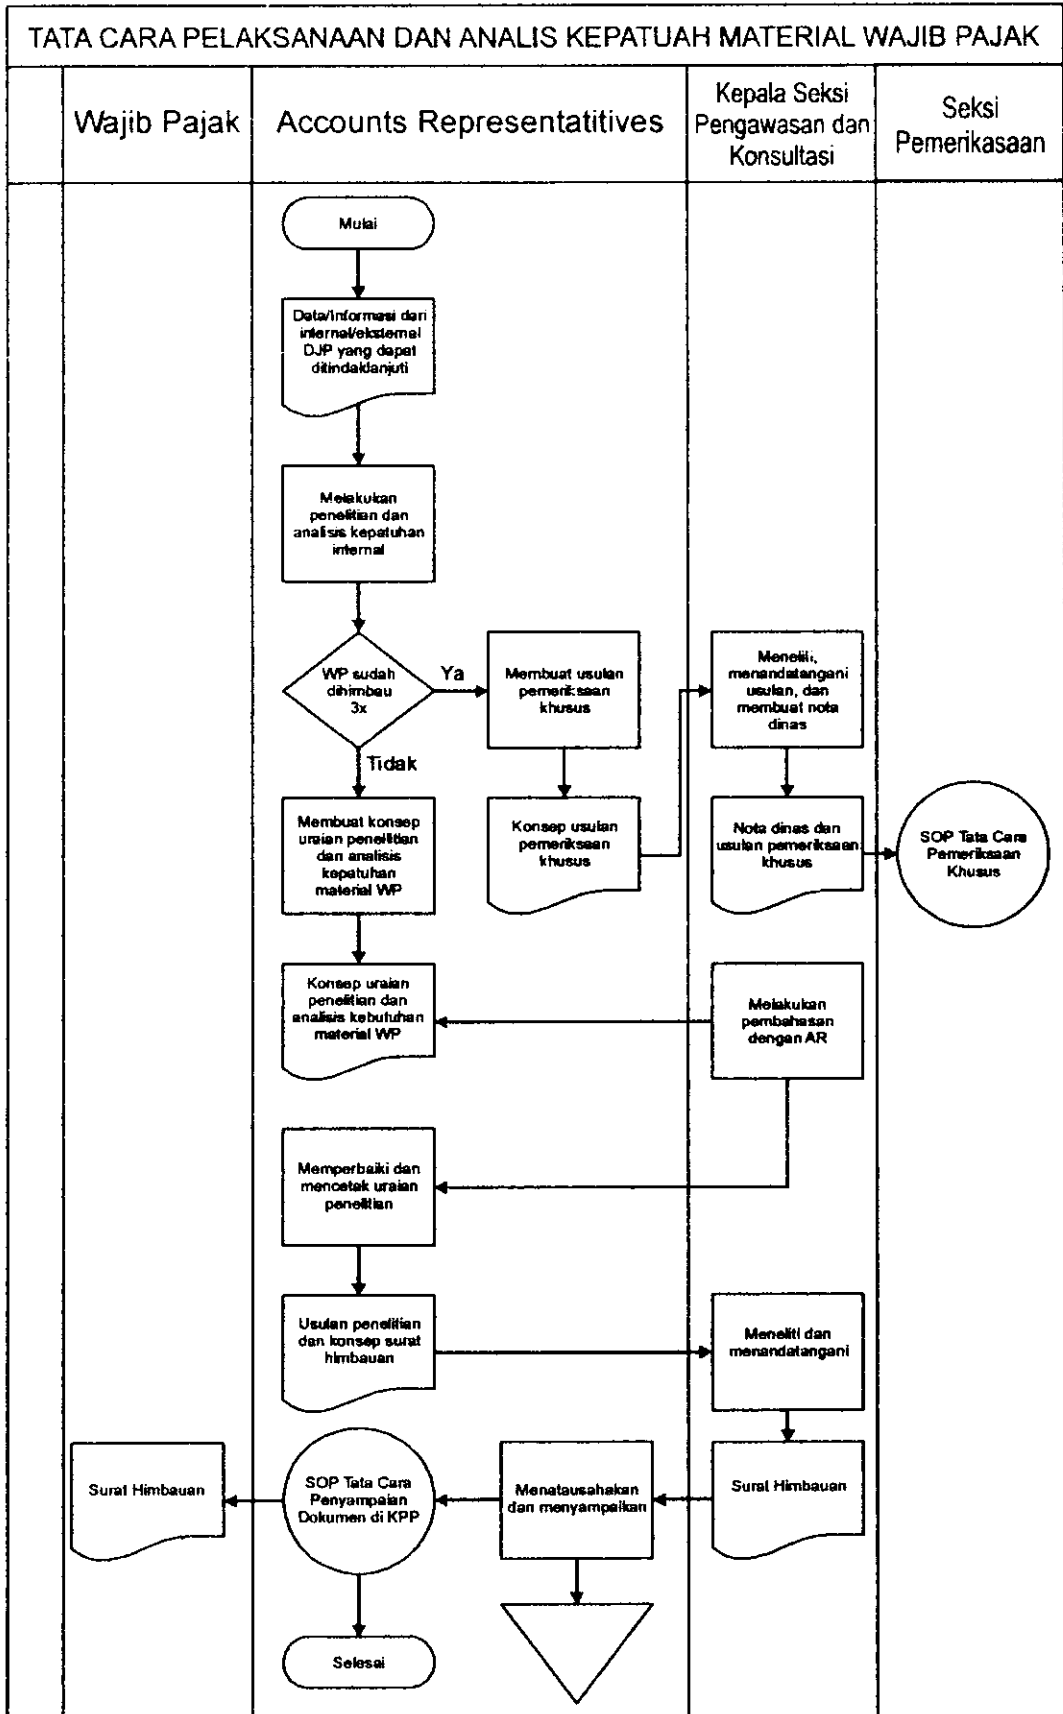 TATA CARA PELAKSANAAN DAN ANALIS KEPATUAH MATERIAL WAJIB PAJAK
Wajib Pajak
Accounts Representatitives
Kepala Seksi
Pengawasan dan
Konsultasi
Seksi
Pemerikasaan
Mulai
Data/Informasi dari
internal/eksternal
DJP yang dapat
ditindaklanjuti
Melakukan
penelitian dan
analisis kepatuhan
internal
WP sudah
dihimbau
3x
Ya
Tidak
Membuat usulan
pemeriksaan
khusus
Meneliti,
menandatangani
usulan, dan
membuat nota
dinas
Membuat konsep
uraian penelitian
dan analisis
kepatuhan
material WP
Konsep usulan
pemeriksaan
khusus
Nota dinas dan
usulan pemeriksaan
khusus
SOP Tata Cara
Pemeriksaan
Khusus
Konsep uraian
penelitian dan
analisis kebutuhan
material WP
Melakukan
pembahasan
dengan AR
Memperbaiki dan
mencetak uraian
penelitian
Usulan penelitian
dan konsep surat
himbauan
Meneliti dan
menandatangani
Surat Himbauan
SOP Tata Cara
Penyampaian
Dokumen di KPP
Menatausahakan
dan menyampaikan
Surat Himbauan
Selesai